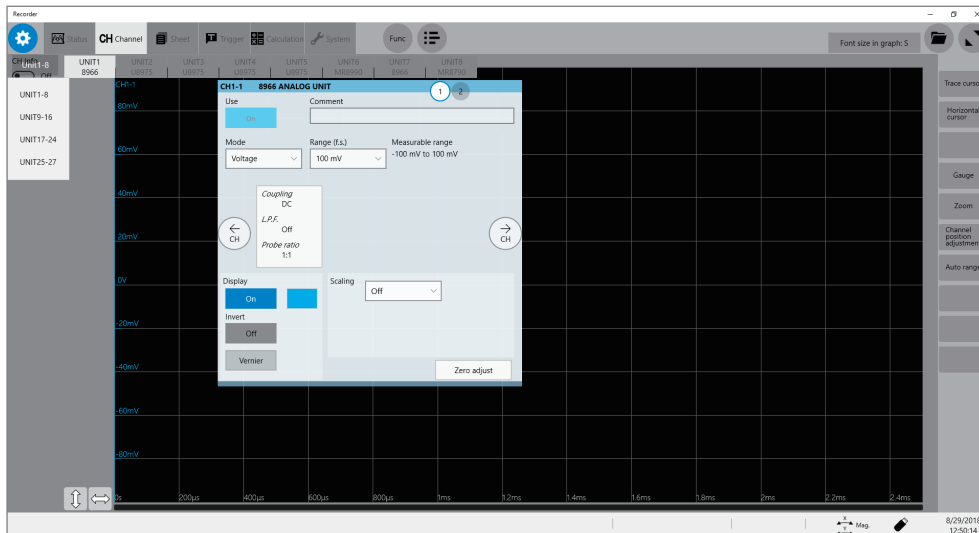 Recorder
Status
CH Channel
Sheet
Trigger
Calculation
System
Func
Font size in graph: S
CH Info
Off
Unit1-8
UNIT1-8
UNIT9-16
UNIT17-24
UNIT25-27
UNIT1
8966
UNIT2
U8975
UNIT3
U8975
UNIT4
U8975
UNIT5
U8975
UNIT6
MR8990
UNIT7
8966
UNIT8
MR8790
CH1-1
80mV
60mV
40mV
20mV
0V
-20mV
-40mV
-60mV
-80mV
CH1-1 8966 ANALOG UNIT
1 2
Use
On
Comment
Mode
Voltage
Range (f.s.)
100 mV
Measurable range
-100 mV to 100 mV
Coupling
DC
L.P.F.
Off
Probe ratio
1:1
← CH
→ CH
Display
On
Invert
Off
Vernier
Scaling
Off
Zero adjust
Trace curso
Horizontal
cursor
Gauge
Zoom
Channel
position
adjustmen
Auto range
0s 200μs 400μs 600μs 800μs 1ms 1.2ms 1.4ms 1.6ms 1.8ms 2ms 2.2ms 2.4ms
X
Y
Mag.
8/29/2018
12:50:14